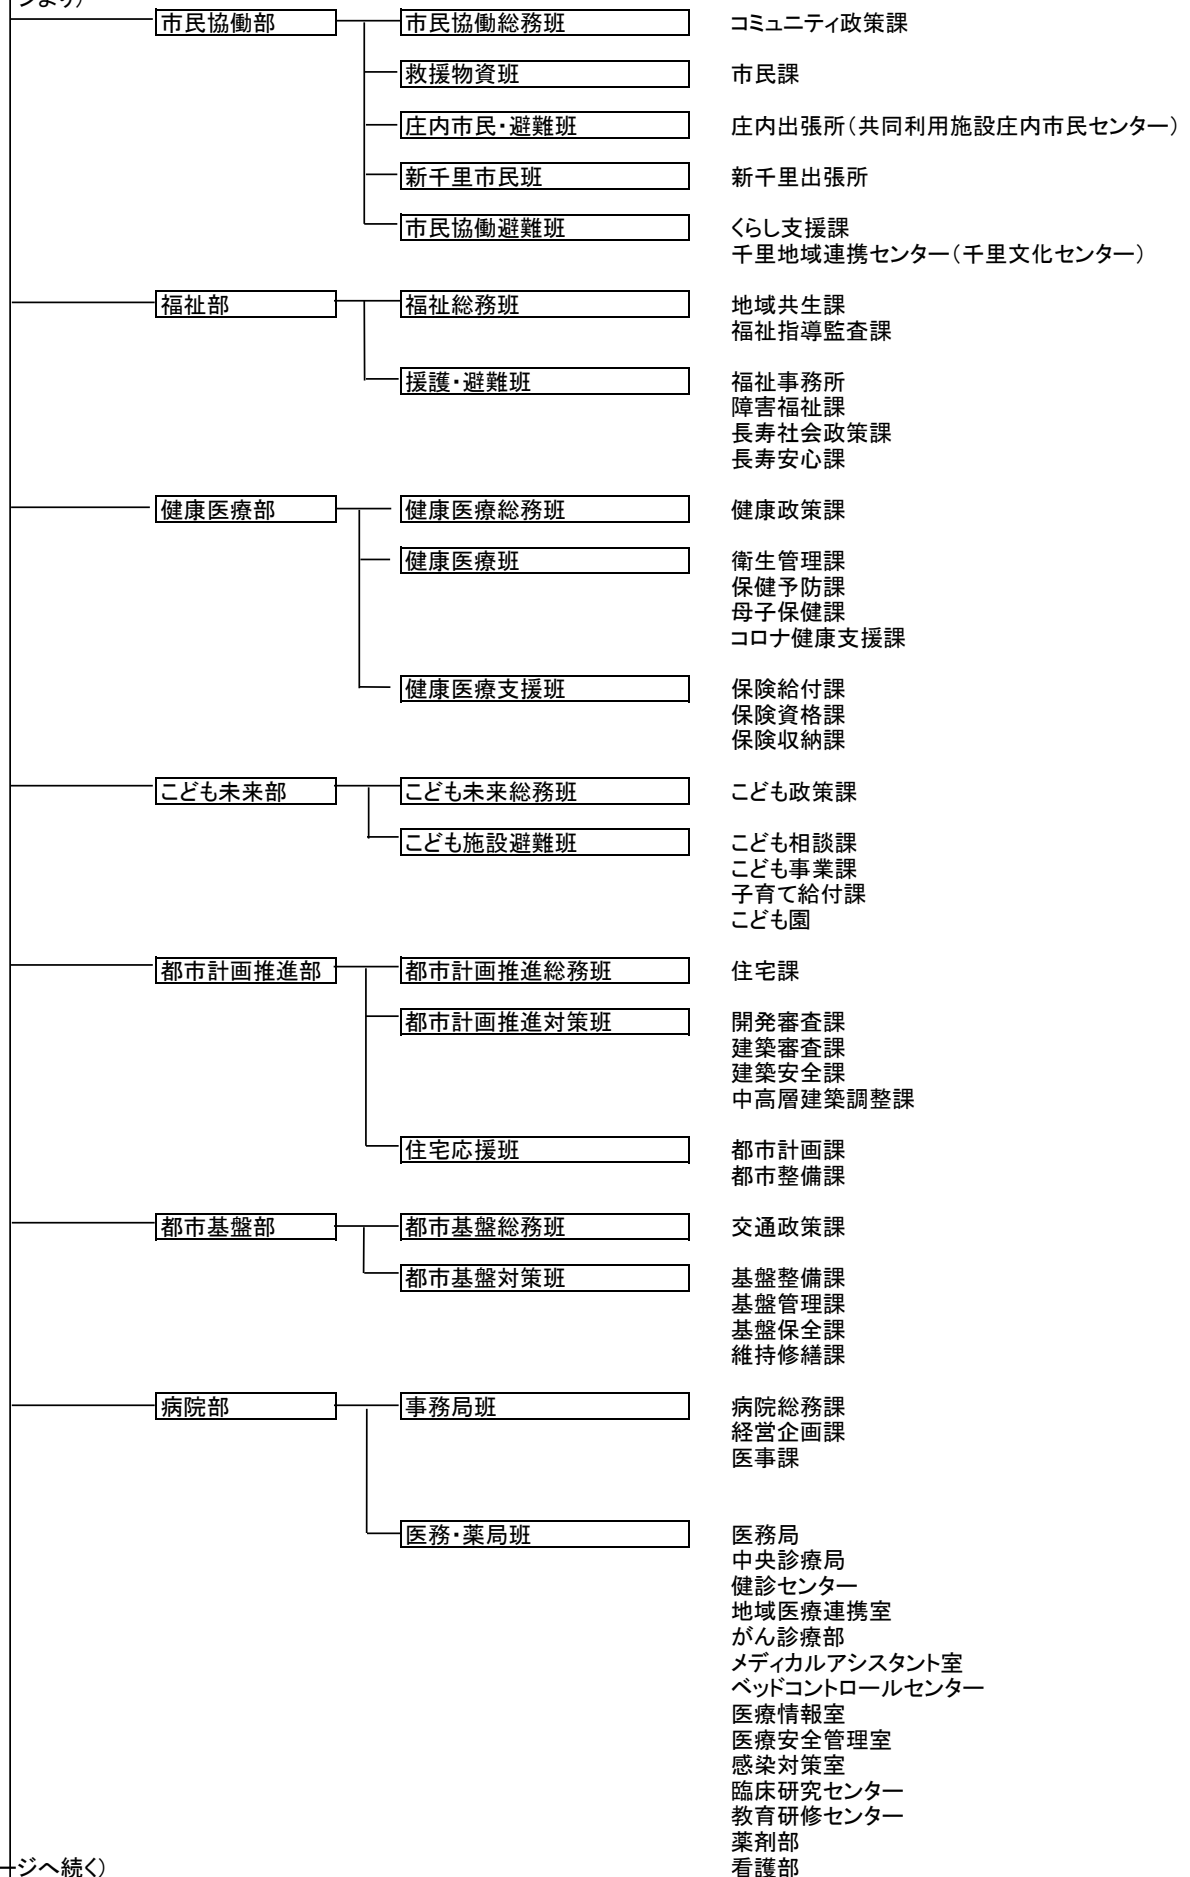 ジより)
市民協働部 市民協働総務班 コミュニティ政策課
救援物資班 市民課
庄内市民・避難班 庄内出張所(共同利用施設庄内市民センター)
新千里市民班 新千里出張所
市民協働避難班 くらし支援課
千里地域連携センター(千里文化センター)
福祉部 福祉総務班 地域共生課
福祉指導監査課
援護・避難班 福祉事務所
障害福祉課
長寿社会政策課
長寿安心課
健康医療部 健康医療総務班 健康政策課
健康医療班 衛生管理課
保健予防課
母子保健課
コロナ健康支援課
健康医療支援班 保険給付課
保険資格課
保険収納課
こども未来部 こども未来総務班 こども政策課
こども施設避難班 こども相談課
こども事業課
子育て給付課
こども園
都市計画推進部 都市計画推進総務班 住宅課
都市計画推進対策班 開発審査課
建築審査課
建築安全課
中高層建築調整課
住宅応援班 都市計画課
都市整備課
都市基盤部 都市基盤総務班 交通政策課
都市基盤対策班 基盤整備課
基盤管理課
基盤保全課
維持修繕課
病院部 事務局班 病院総務課
経営企画課
医事課
医務・薬局班 医務局
中央診療局
健診センター
地域医療連携室
がん診療部
メディカルアシスタント室
ベッドコントロールセンター
医療情報室
医療安全管理室
感染対策室
臨床研究センター
教育研修センター
薬剤部
ージへ続く) 看護部